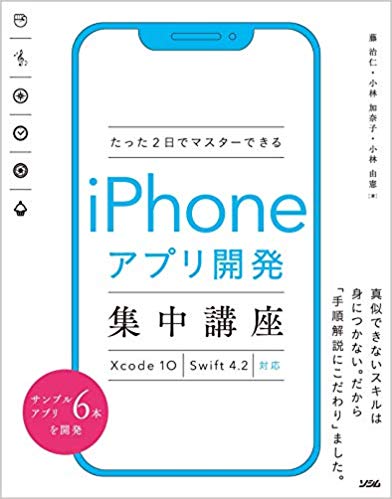 藤 治仁・小林 加奈子・小林 由憲[著]
たった2日でマスターできる
iPhone
アプリ開発
集中講座
Xcode 10 Swift 4.2 対応
真似できないスキルは
身につかない。だから
「手順解説にこだわり」ました。
サンプル
アプリ 6本
を開発
ソシム